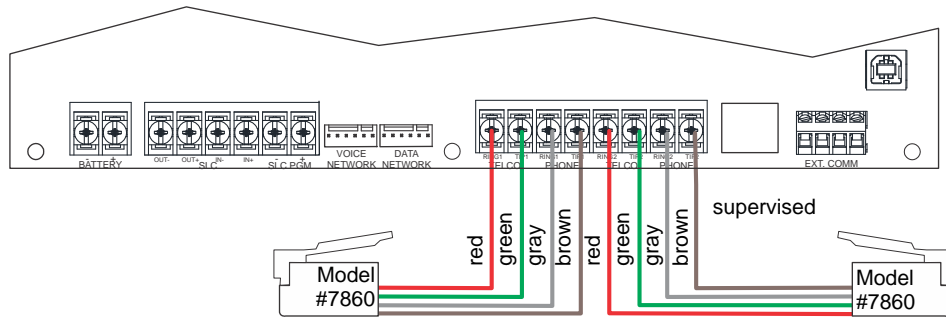 - + OUT- OUT+ IN- IN+ - + RING1 TIP1 RING1 TIP1 RING2 TIP2 RING2 TIP2
BATTERY SLC SLC PGM VOICE NETWORK DATA NETWORK TELCO PHONE TELCO PHONE EXT. COMM
red green gray brown red green gray brown supervised
Model #7860
Model #7860